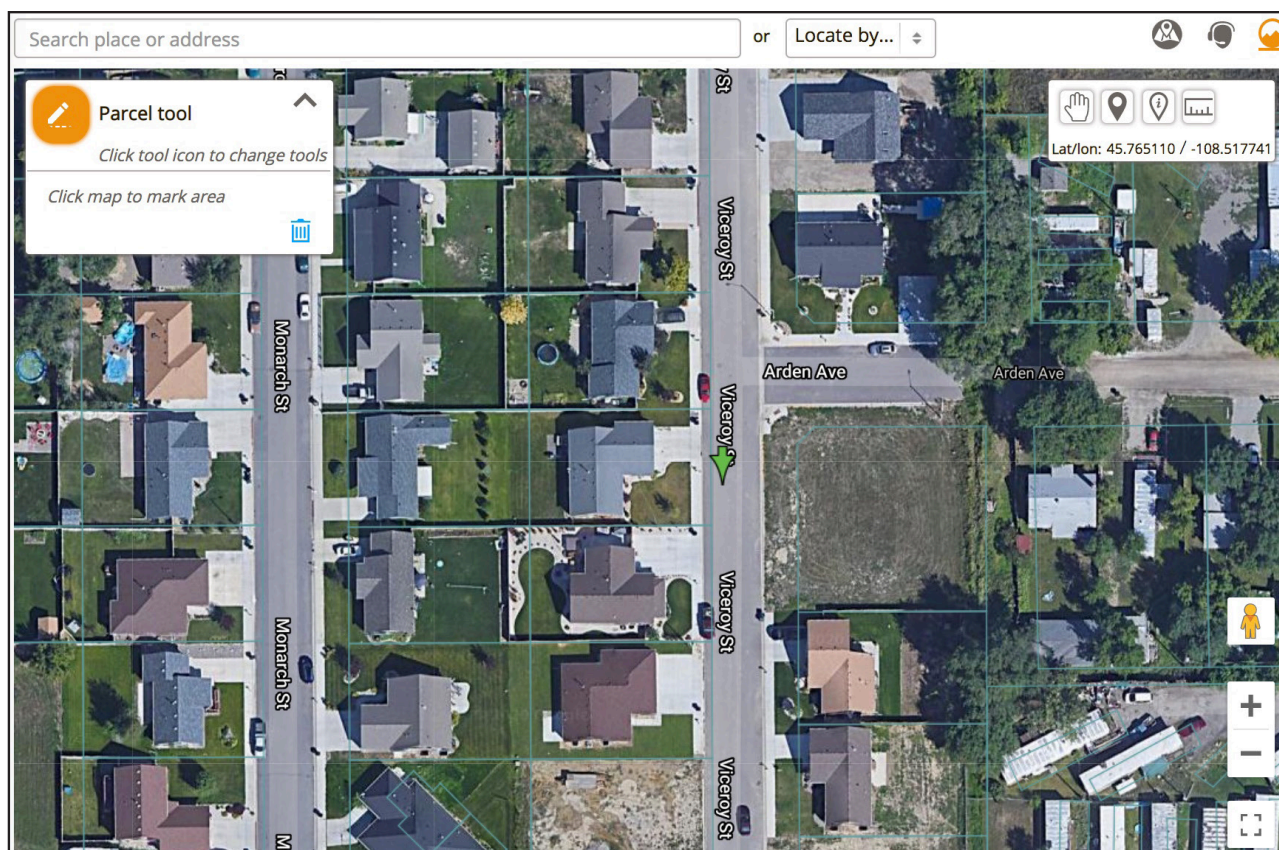 Search place or address
or
Locate by...
Parcel tool
Click tool icon to change tools
Click map to mark area
Lat/lon: 45.765110 / -108.517741
Viceroy St
Monarch St
Arden Ave
Arden Ave
Viceroy St
Viceroy St
Monarch St
Viceroy St